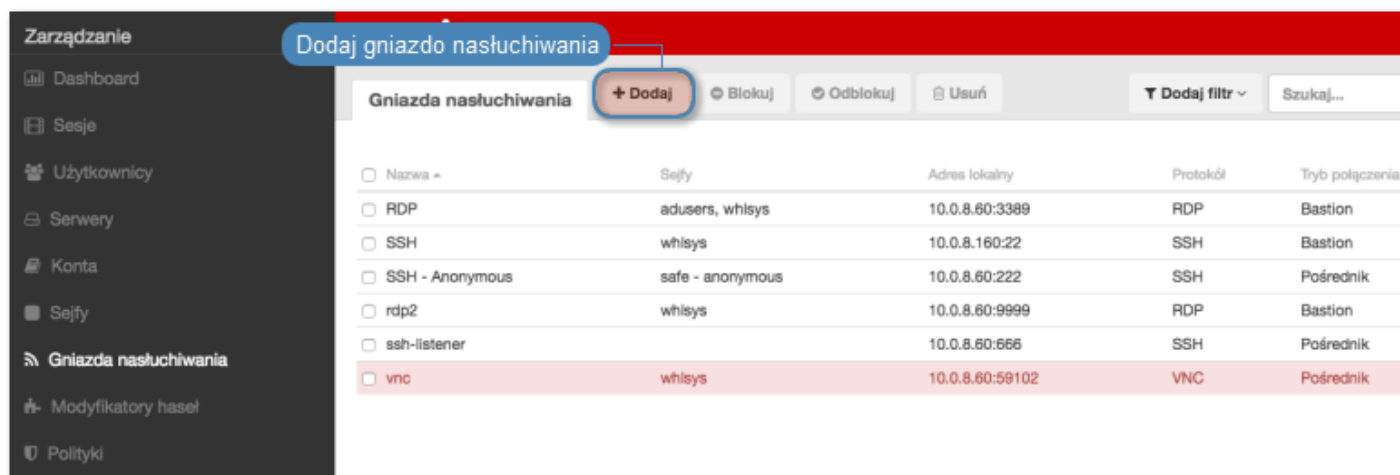 Zarządzanie
Dodaj gniazdo nasłuchiwania
Dashboard
Sesje
Użytkownicy
Serwery
Konta
Sejfy
Gniazda nasłuchiwania
Modyfikatory haseł
Polityki
Gniazda nasłuchiwania + Dodaj Blokuj Odblokuj Usuń Dodaj filtr Szukaj...
Nazwa Sejfy Adres lokalny Protokół Tryb połączenia
RDP adusers, whlsys 10.0.8.60:3389 RDP Bastion
SSH whlsys 10.0.8.160:22 SSH Bastion
SSH - Anonymous safe - anonymous 10.0.8.60:222 SSH Pośrednik
rdp2 whlsys 10.0.8.60:9999 RDP Bastion
ssh-listener 10.0.8.60:666 SSH Pośrednik
vnc whlsys 10.0.8.60:59102 VNC Pośrednik